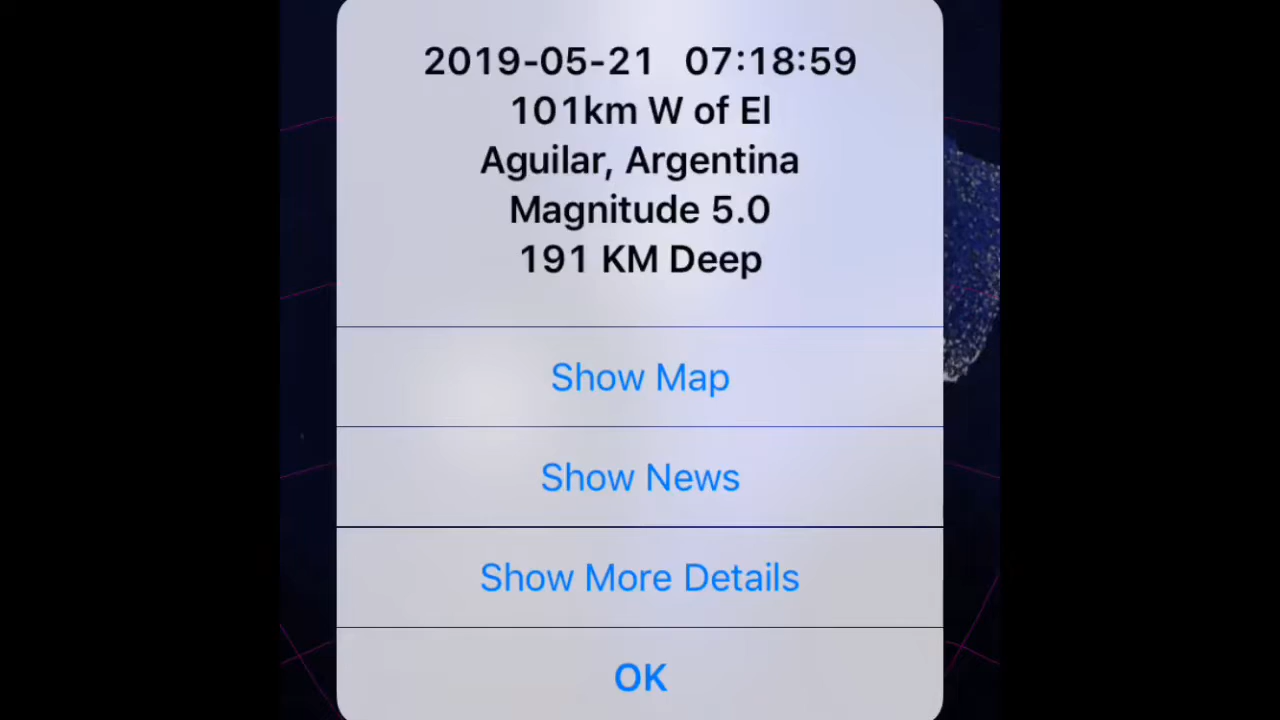 2019-05-21 07:18:59
101km W of El
Aguilar, Argentina
Magnitude 5.0
191 KM Deep
Show Map
Show News
Show More Details
OK